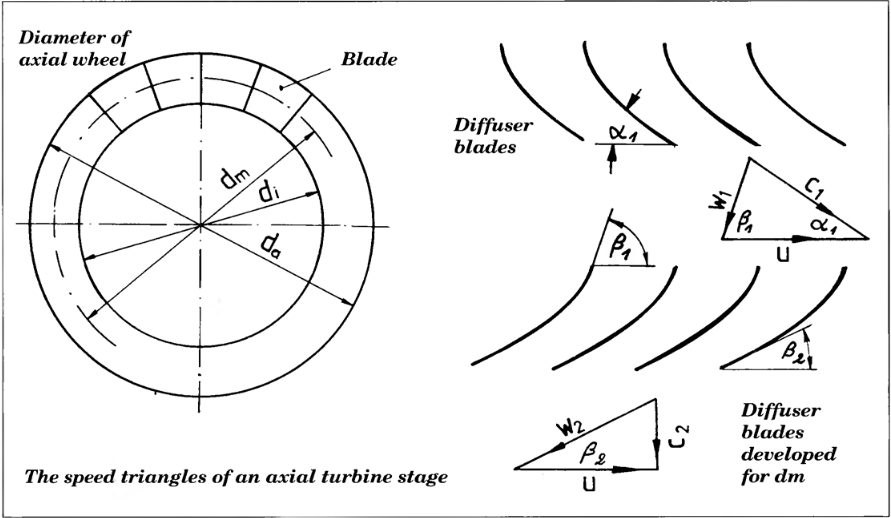 Diameter of
axial wheel
Blade
dm
di
da
Diffuser
blades
α1
W1
C1
β1
α1
U
β1
β2
W2
β2
C2
U
Diffuser
blades
developed
for dm
The speed triangles of an axial turbine stage